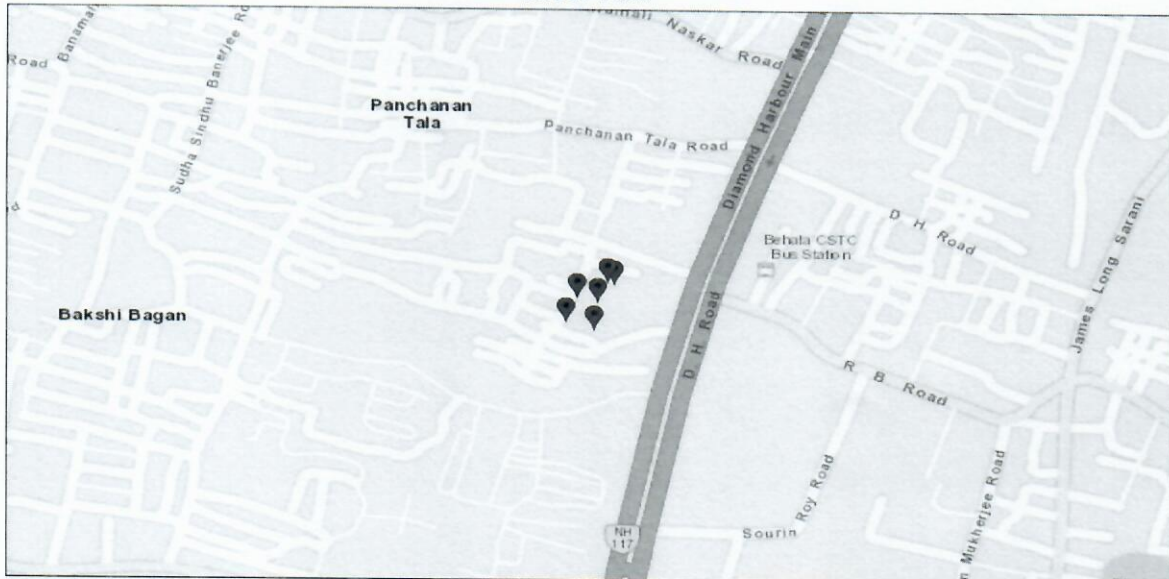 Naskar Road
Diamond Harbour Main
Road
Banamali
Sudha Sindhu Banerjee Ro
Panchanan
Tala
Panchanan Tala Road
D H Road
Behala CSTC
Bus Station
James Long Sarani
Bakshi Bagan
D H Road
R B Road
Sourin Roy Road
n Mukherjee Road
NH
117